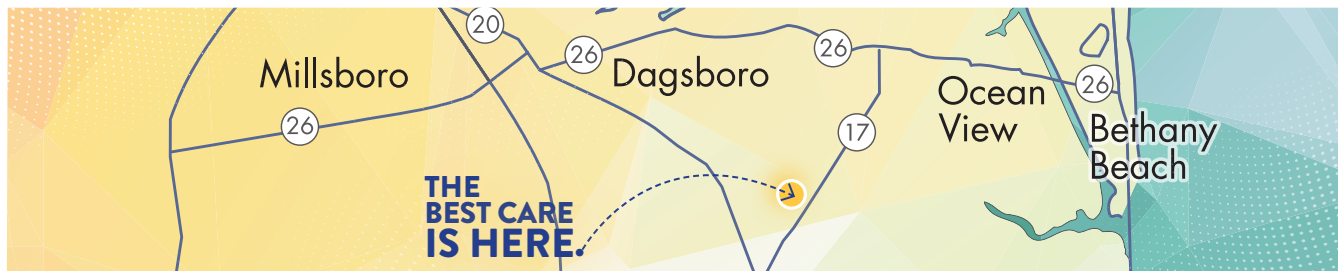 20
26
26
Millsboro
Dagsboro
Ocean
View
26
26
17
Bethany
Beach
THE
BEST CARE
IS HERE.